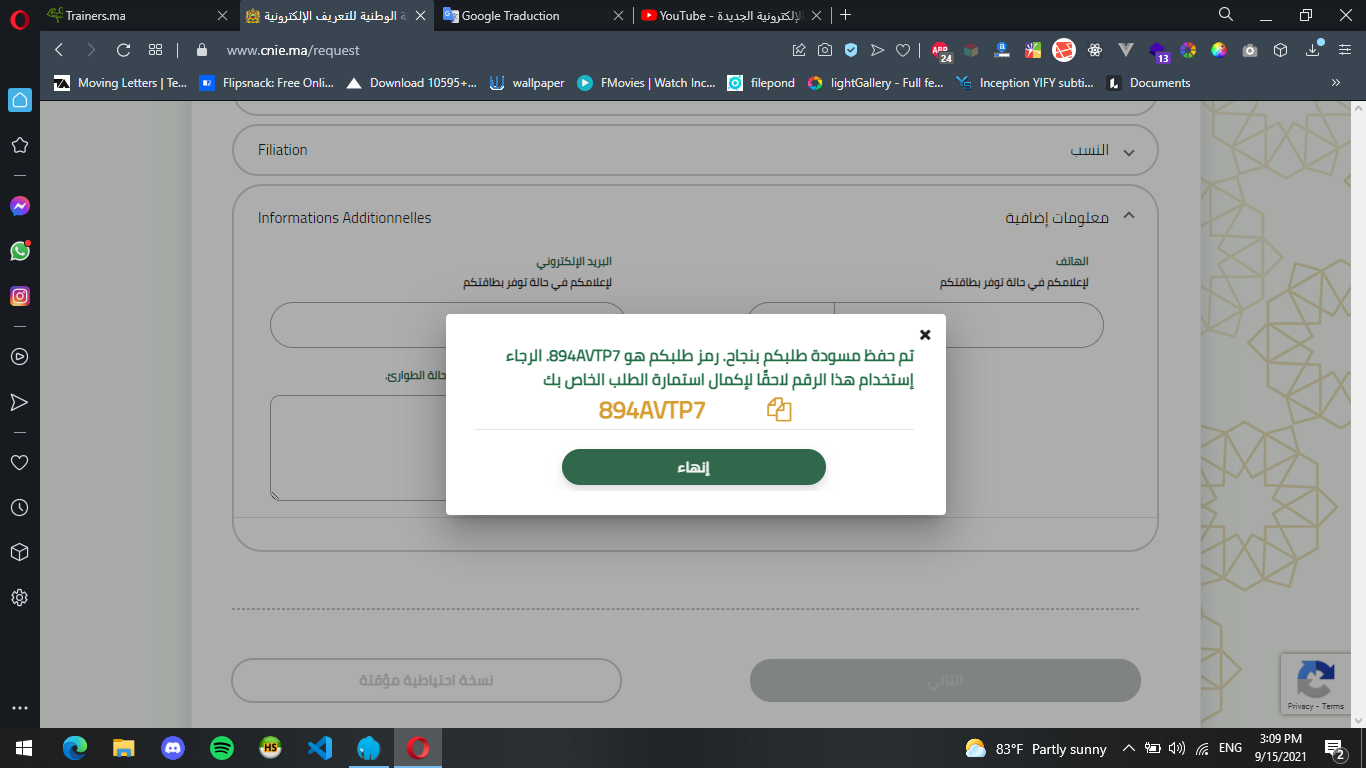 Trainers.ma
ة الوطنية للتعريف الإلكترونية
Google Traduction
YouTube - الإلكترونية الجديدة
www.cnie.ma/request
24
13
Moving Letters | Te...
Flipsnack: Free Onli...
Download 10595+...
wallpaper
FMovies | Watch Inc...
filepond
lightGallery - Full fe...
Inception YIFY subti...
Documents
Filiation
النسب
Informations Additionnelles
معلومات إضافية
الهاتف
البريد الإلكتروني
لإعلامكم في حالة توفر بطاقتكم
لإعلامكم في حالة توفر بطاقتكم
حالة الطوارئ.
تم حفظ مسودة طلبكم بنجاح. رمز طلبكم هو 894AVTP7. الرجاء
إستخدام هذا الرقم لاحقًا لإكمال استمارة الطلب الخاص بك
894AVTP7
إنهاء
التالي
نسخة احتياطية مؤقتة
Privacy - Terms
HS
83°F Partly sunny
ENG
3:09 PM
9/15/2021
2